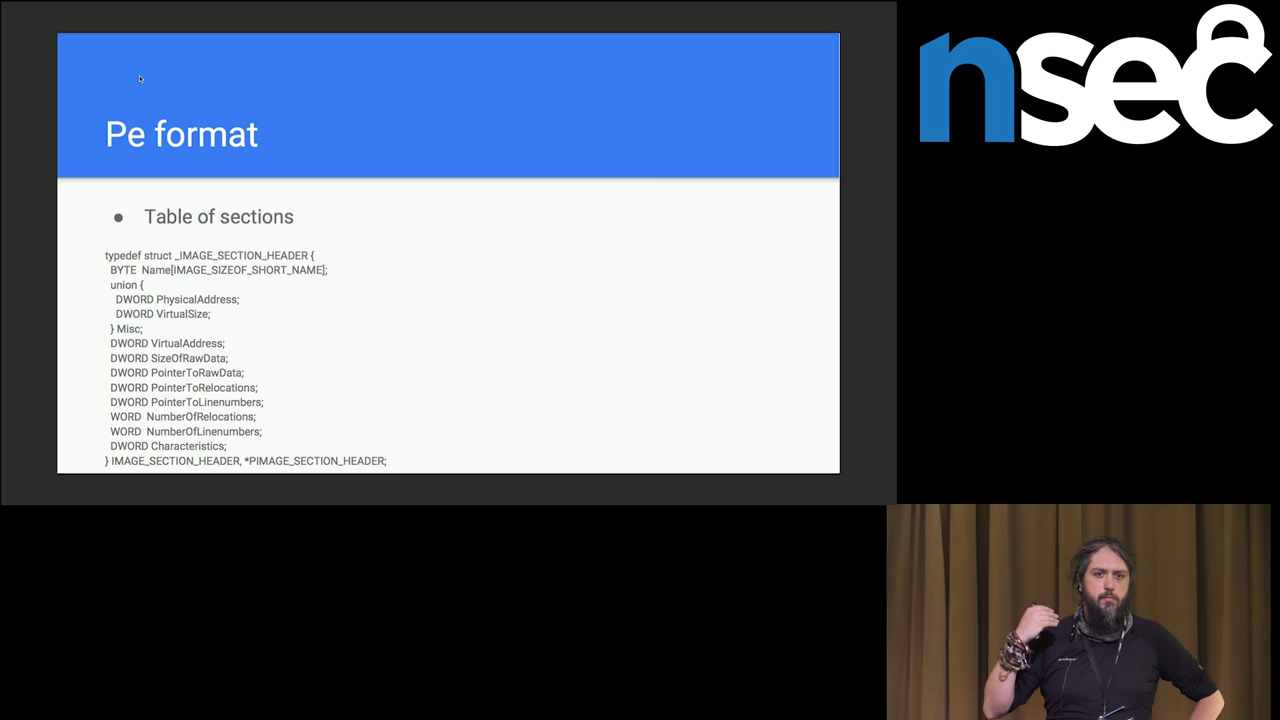 nsec
Pe format
● Table of sections
typedef struct _IMAGE_SECTION_HEADER {
BYTE Name[IMAGE_SIZEOF_SHORT_NAME];
union {
DWORD PhysicalAddress;
DWORD VirtualSize;
} Misc;
DWORD VirtualAddress;
DWORD SizeOfRawData;
DWORD PointerToRawData;
DWORD PointerToRelocations;
DWORD PointerToLinenumbers;
WORD NumberOfRelocations;
WORD NumberOfLinenumbers;
DWORD Characteristics;
} IMAGE_SECTION_HEADER, *PIMAGE_SECTION_HEADER;